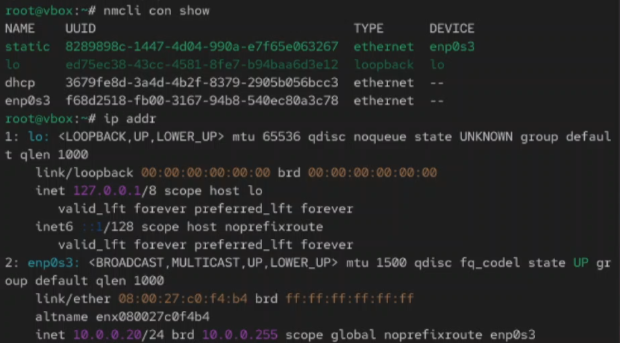 root@vbox:~# nmcli con show
NAME    UUID                                  TYPE      DEVICE
static  8289898c-1447-4d04-990a-e7f65e063267  ethernet  enp0s3
lo      ed75ec38-43cc-4581-8fe7-b94baa6d3e12  loopback  lo
dhcp    3679fe8d-3a4d-4b2f-8379-2905b056bcc3  ethernet  --
enp0s3  f68d2518-fb00-3167-94b8-540ec80a3c78  ethernet  --
root@vbox:~# ip addr
1: lo: <LOOPBACK,UP,LOWER_UP> mtu 65536 qdisc noqueue state UNKNOWN group defaul
t qlen 1000
    link/loopback 00:00:00:00:00:00 brd 00:00:00:00:00:00
    inet 127.0.0.1/8 scope host lo
       valid_lft forever preferred_lft forever
    inet6 ::1/128 scope host noprefixroute
       valid_lft forever preferred_lft forever
2: enp0s3: <BROADCAST,MULTICAST,UP,LOWER_UP> mtu 1500 qdisc fq_codel state UP gr
oup default qlen 1000
    link/ether 08:00:27:c0:f4:b4 brd ff:ff:ff:ff:ff:ff
    altname enx080027c0f4b4
    inet 10.0.0.20/24 brd 10.0.0.255 scope global noprefixroute enp0s3